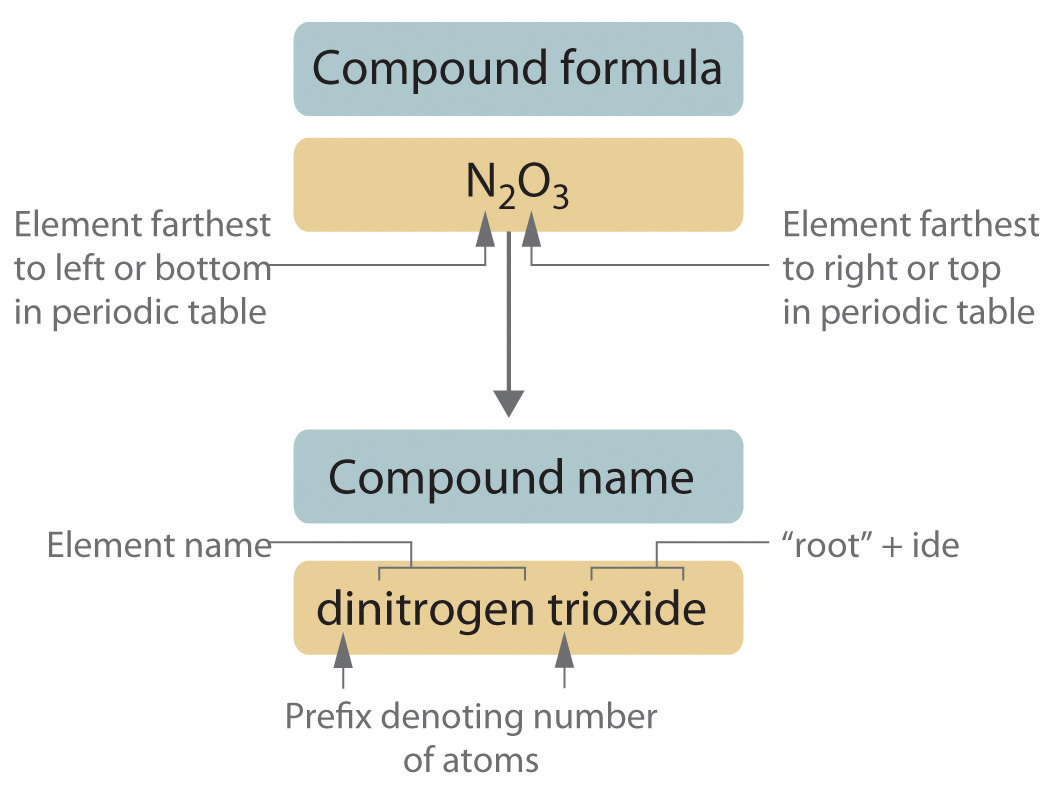 Compound formula
N₂O₃
Element farthest
to left or bottom
in periodic table
Element farthest
to right or top
in periodic table
Compound name
Element name
“root” + ide
dinitrogen trioxide
Prefix denoting number
of atoms